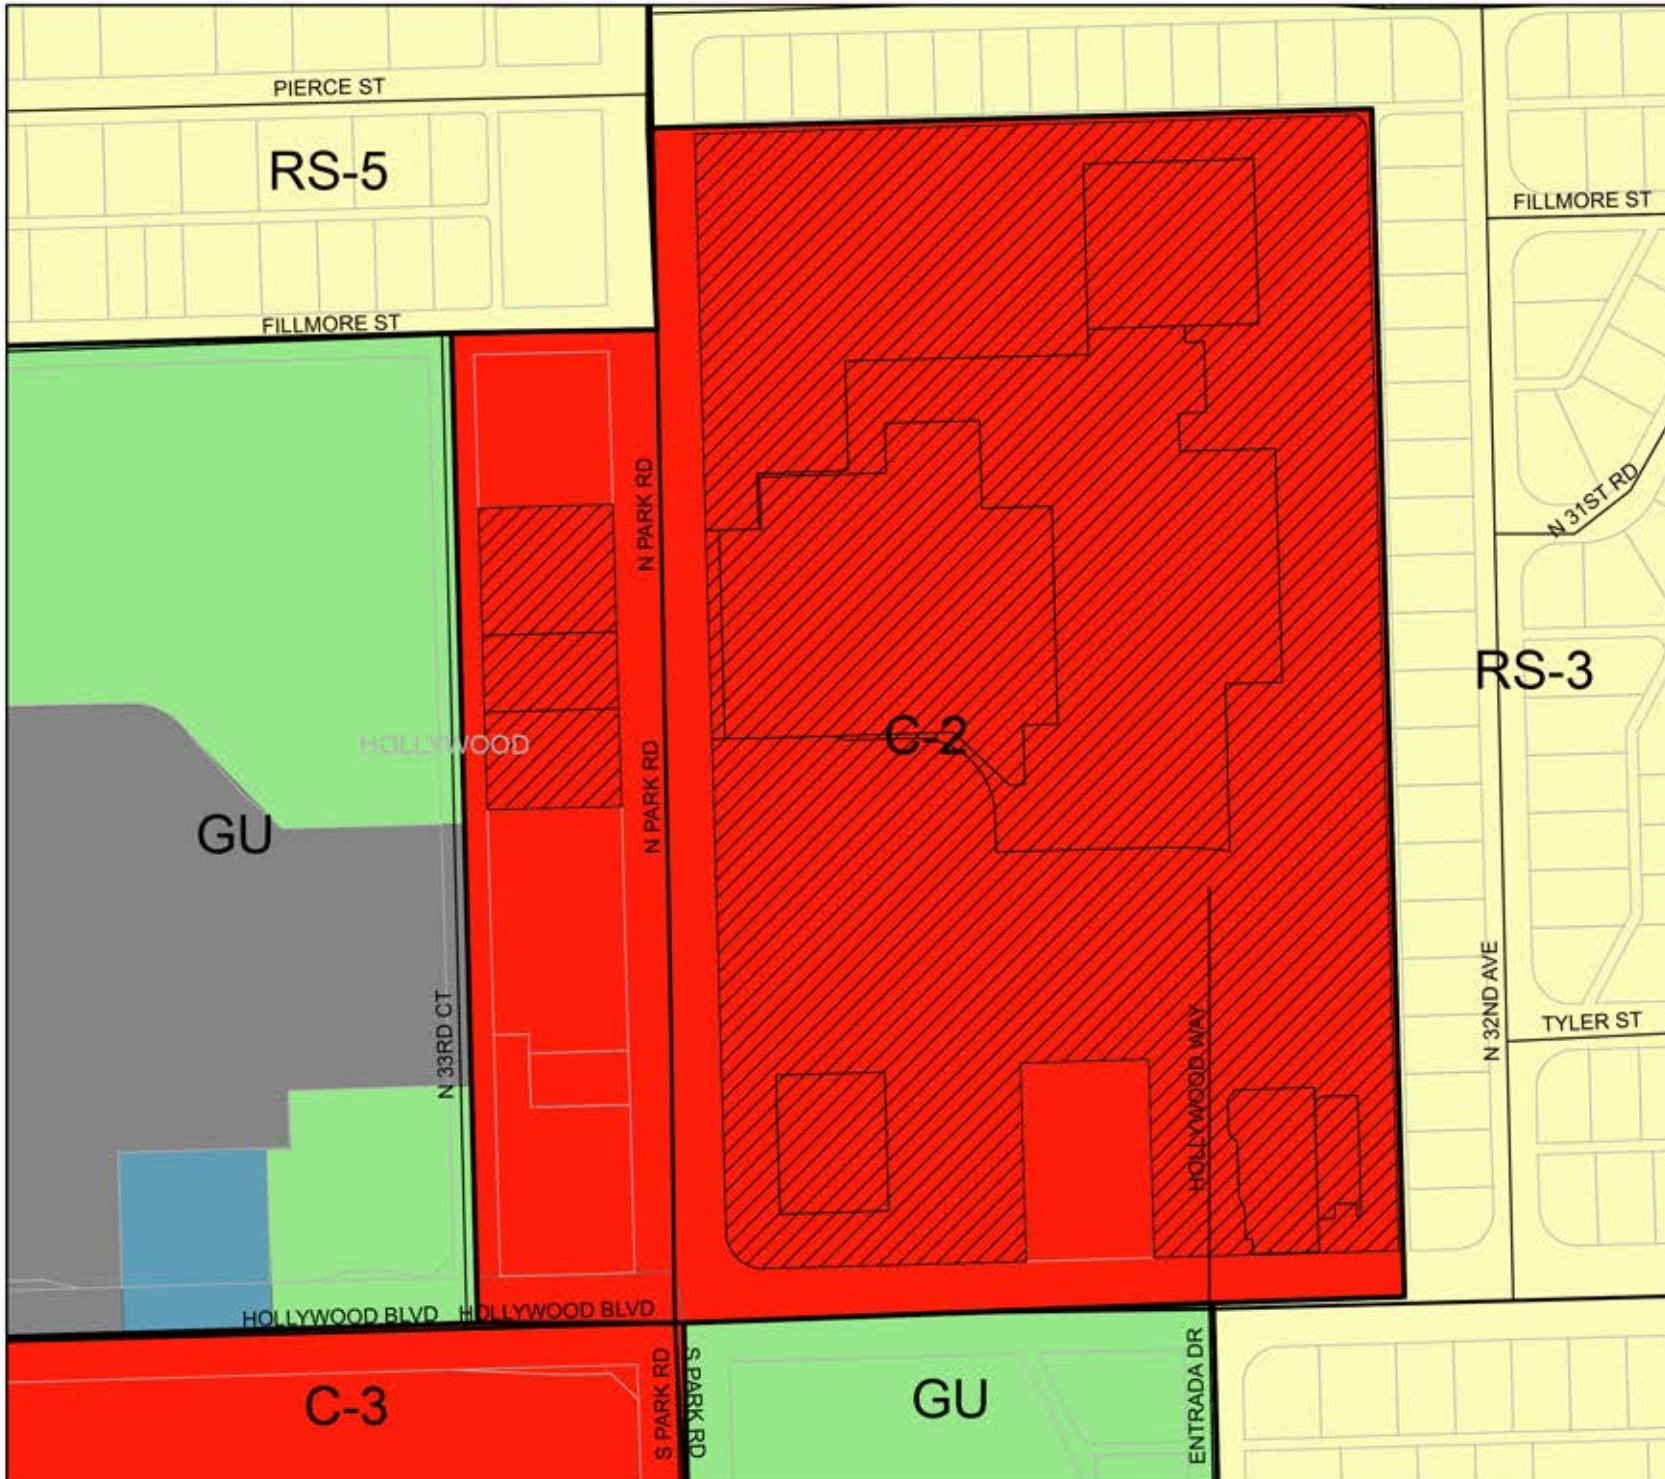 PIERCE ST
RS-5
FILLMORE ST
FILLMORE ST
N PARK RD
N 31ST RD
RS-3
C-2
HOLLYWOOD
N PARK RD
GU
N 33RD CT
N 32ND AVE
HOLLYWOOD WAY
TYLER ST
HOLLYWOOD BLVD
HOLLYWOOD BLVD
S PARK RD
S PARK RD
ENTRADA DR
C-3
GU